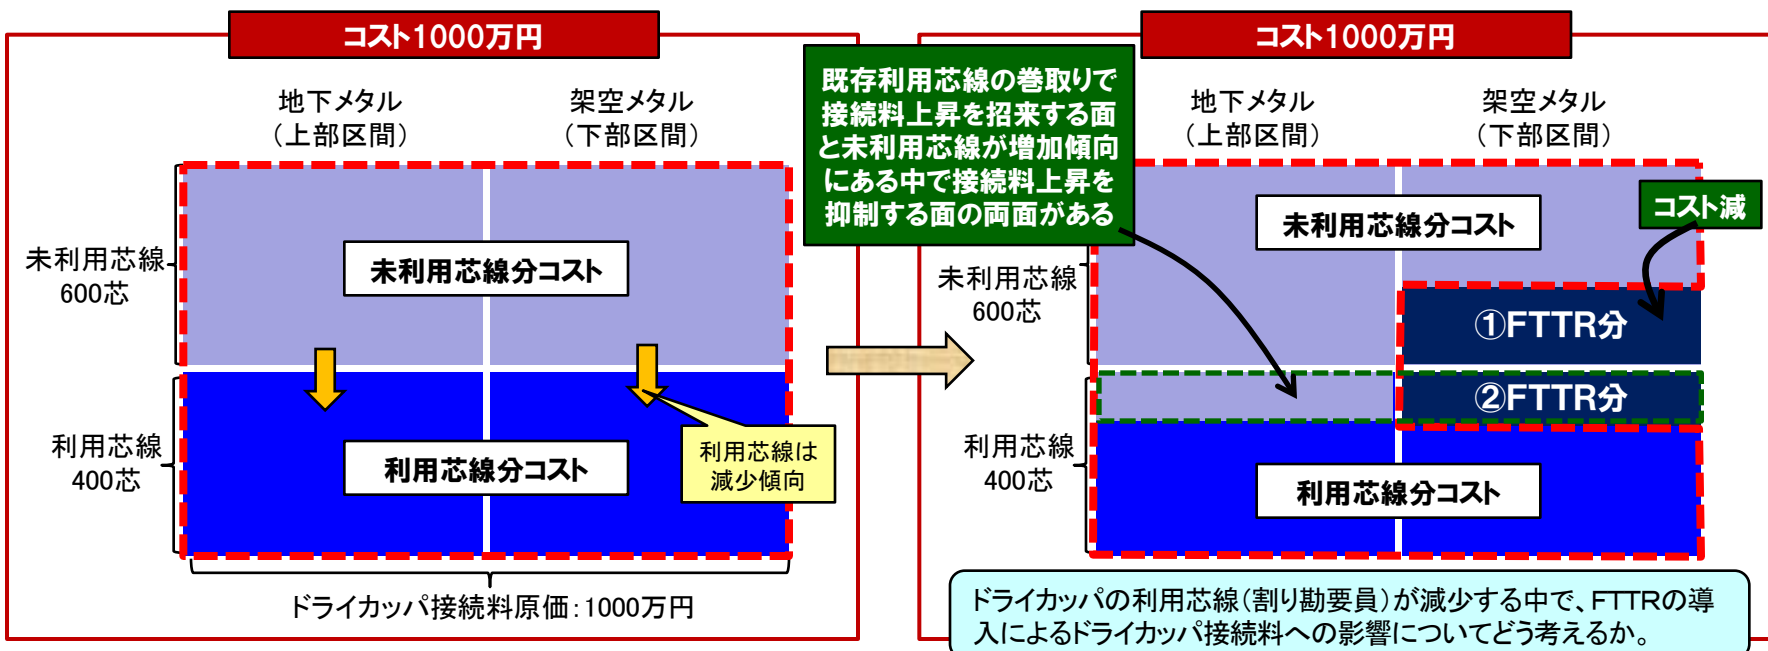 コスト1000万円
地下メタル
（上部区間）
架空メタル
（下部区間）
未利用芯線
600芯
未利用芯線分コスト
利用芯線
400芯
利用芯線分コスト
利用芯線は
減少傾向
ドライカッパ接続料原価：1000万円
既存利用芯線の巻取りで
接続料上昇を招来する面
と未利用芯線が増加傾向
にある中で接続料上昇を
抑制する面の両面がある
コスト1000万円
地下メタル
（上部区間）
架空メタル
（下部区間）
コスト減
未利用芯線分コスト
未利用芯線
600芯
①FTTR分
②FTTR分
利用芯線
400芯
利用芯線分コスト
ドライカッパの利用芯線（割り勘要員）が減少する中で、FTTRの導
入によるドライカッパ接続料への影響についてどう考えるか。